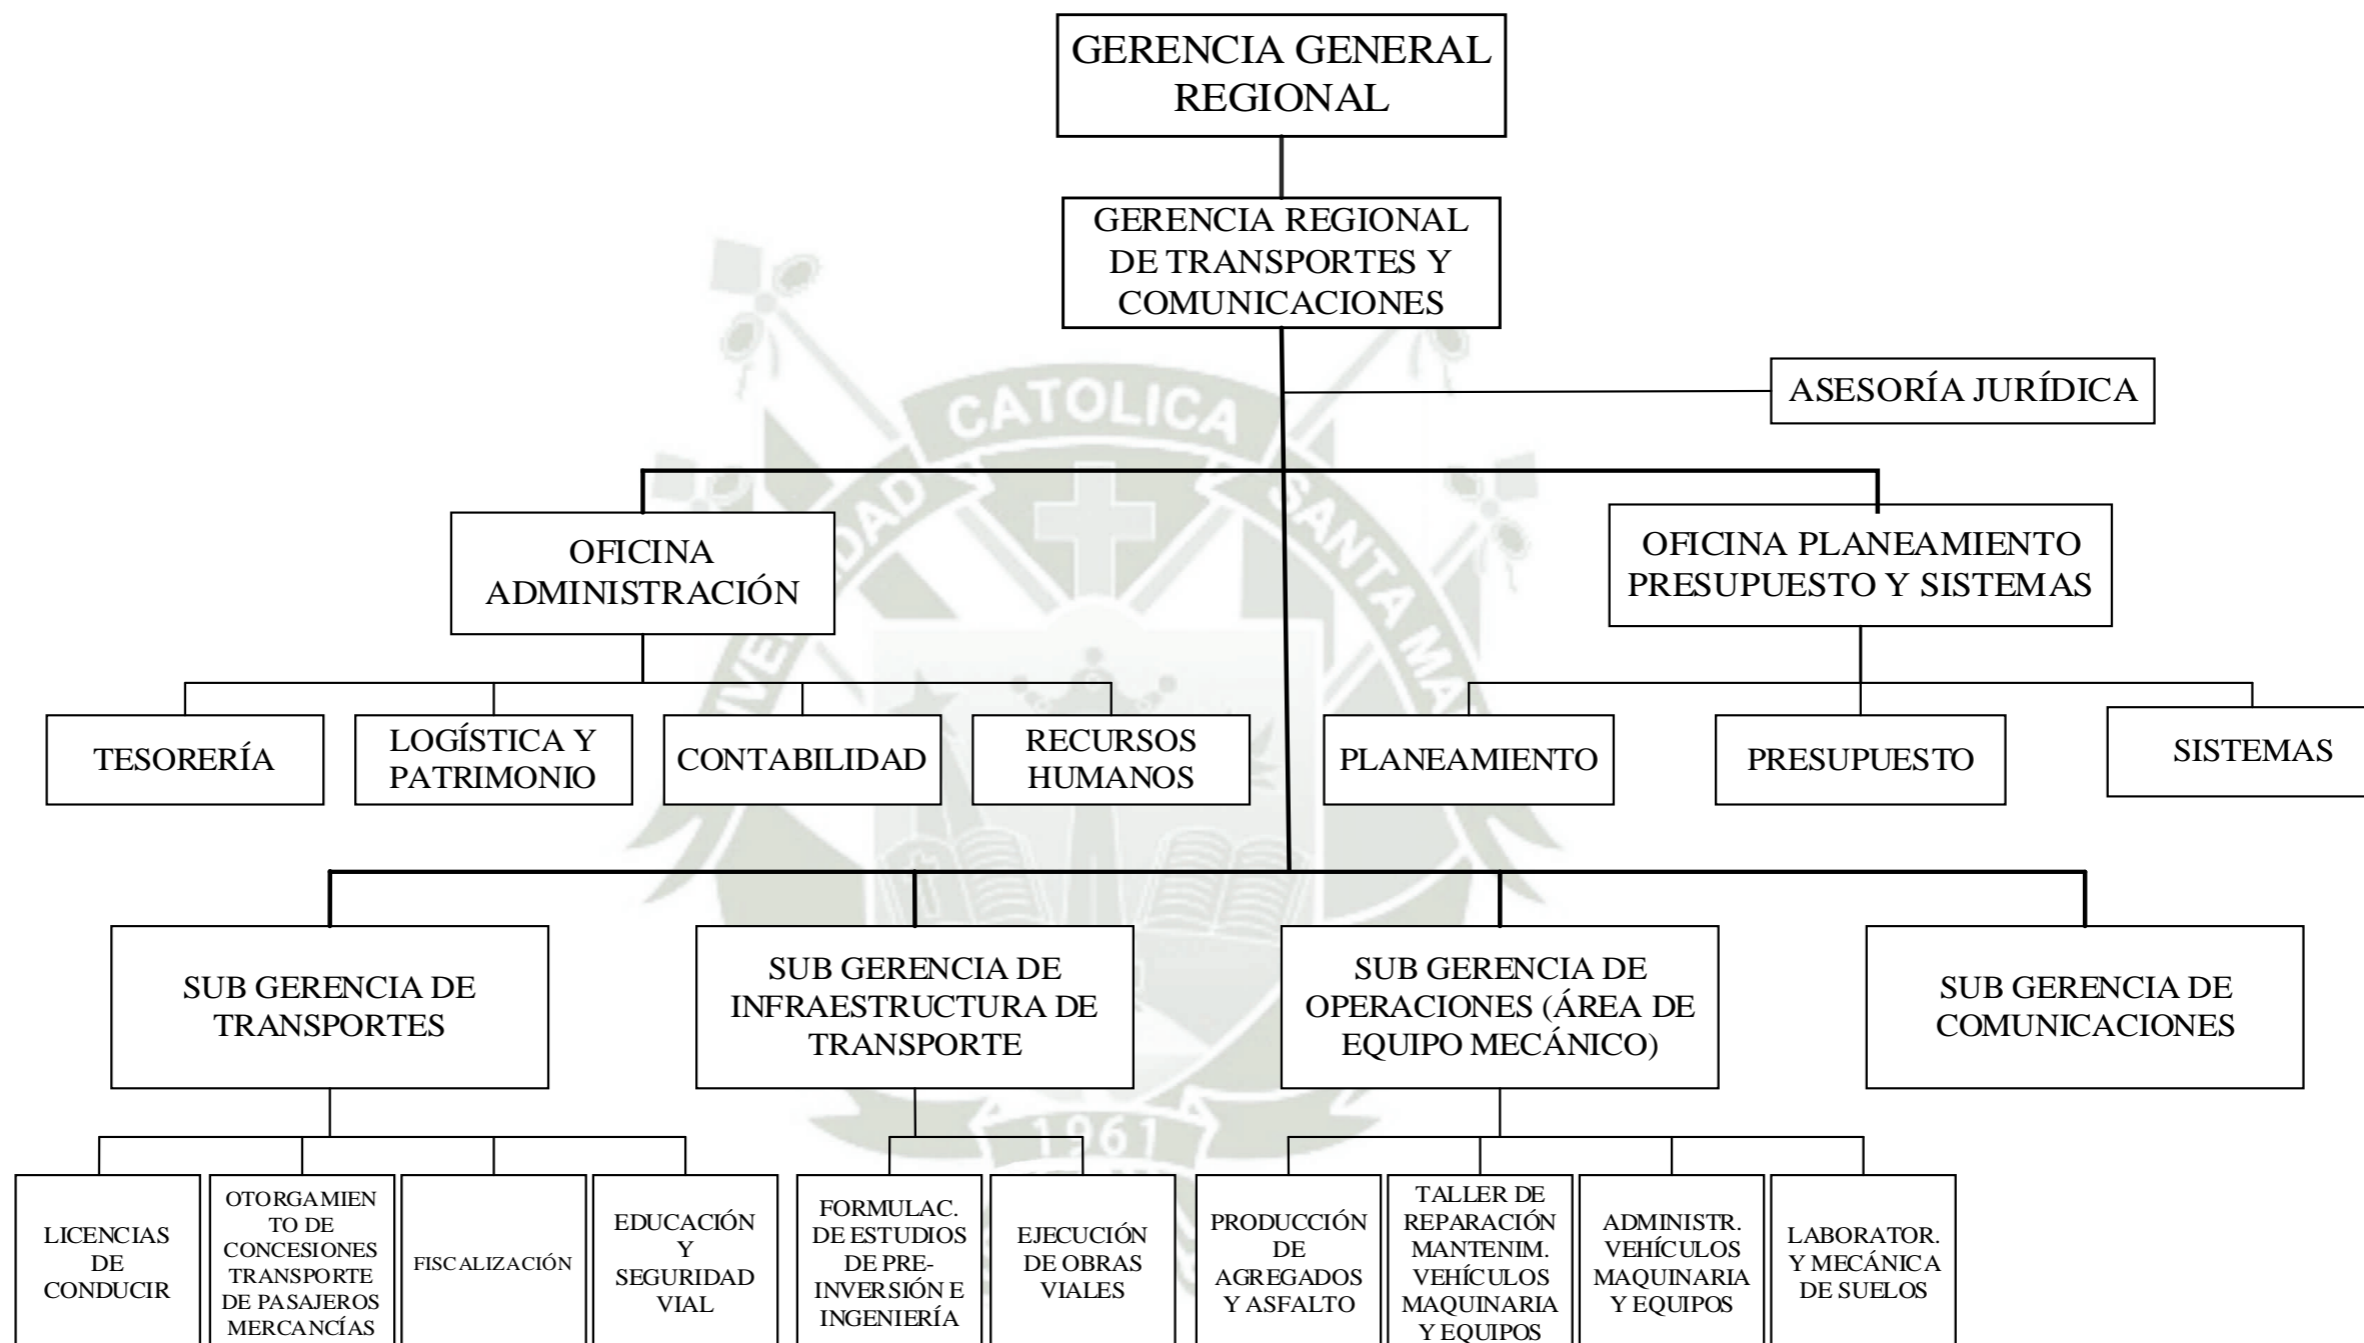 GERENCIA GENERAL
REGIONAL
GERENCIA REGIONAL
DE TRANSPORTES Y
COMUNICACIONES
ASESORÍA JURÍDICA
CATOLICA
SANTA MA
OFICINA
ADMINISTRACIÓN
OFICINA PLANEAMIENTO
PRESUPUESTO Y SISTEMAS
TESORERÍA
LOGÍSTICA Y
PATRIMONIO
CONTABILIDAD
RECURSOS
HUMANOS
PLANEAMIENTO
PRESUPUESTO
SISTEMAS
SUB GERENCIA DE
TRANSPORTES
SUB GERENCIA DE
INFRAESTRUCTURA DE
TRANSPORTE
SUB GERENCIA DE
OPERACIONES (ÁREA DE
EQUIPO MECÁNICO)
SUB GERENCIA DE
COMUNICACIONES
1961
LICENCIAS
DE
CONDUCIR
OTORGAMIEN
TO DE
CONCESIONES
TRANSPORTE
DE PASAJEROS
MERCANCÍAS
FISCALIZACIÓN
EDUCACIÓN
Y
SEGURIDAD
VIAL
FORMULAC.
DE ESTUDIOS
DE PRE-
INVERSIÓN E
INGENIERÍA
EJECUCIÓN
DE OBRAS
VIALES
PRODUCCIÓN
DE
AGREGADOS
Y ASFALTO
TALLER DE
REPARACIÓN
MANTENIM.
VEHÍCULOS
MAQUINARIA
Y EQUIPOS
ADMINISTR.
VEHÍCULOS
MAQUINARIA
Y EQUIPOS
LABORATOR.
Y MECÁNICA
DE SUELOS